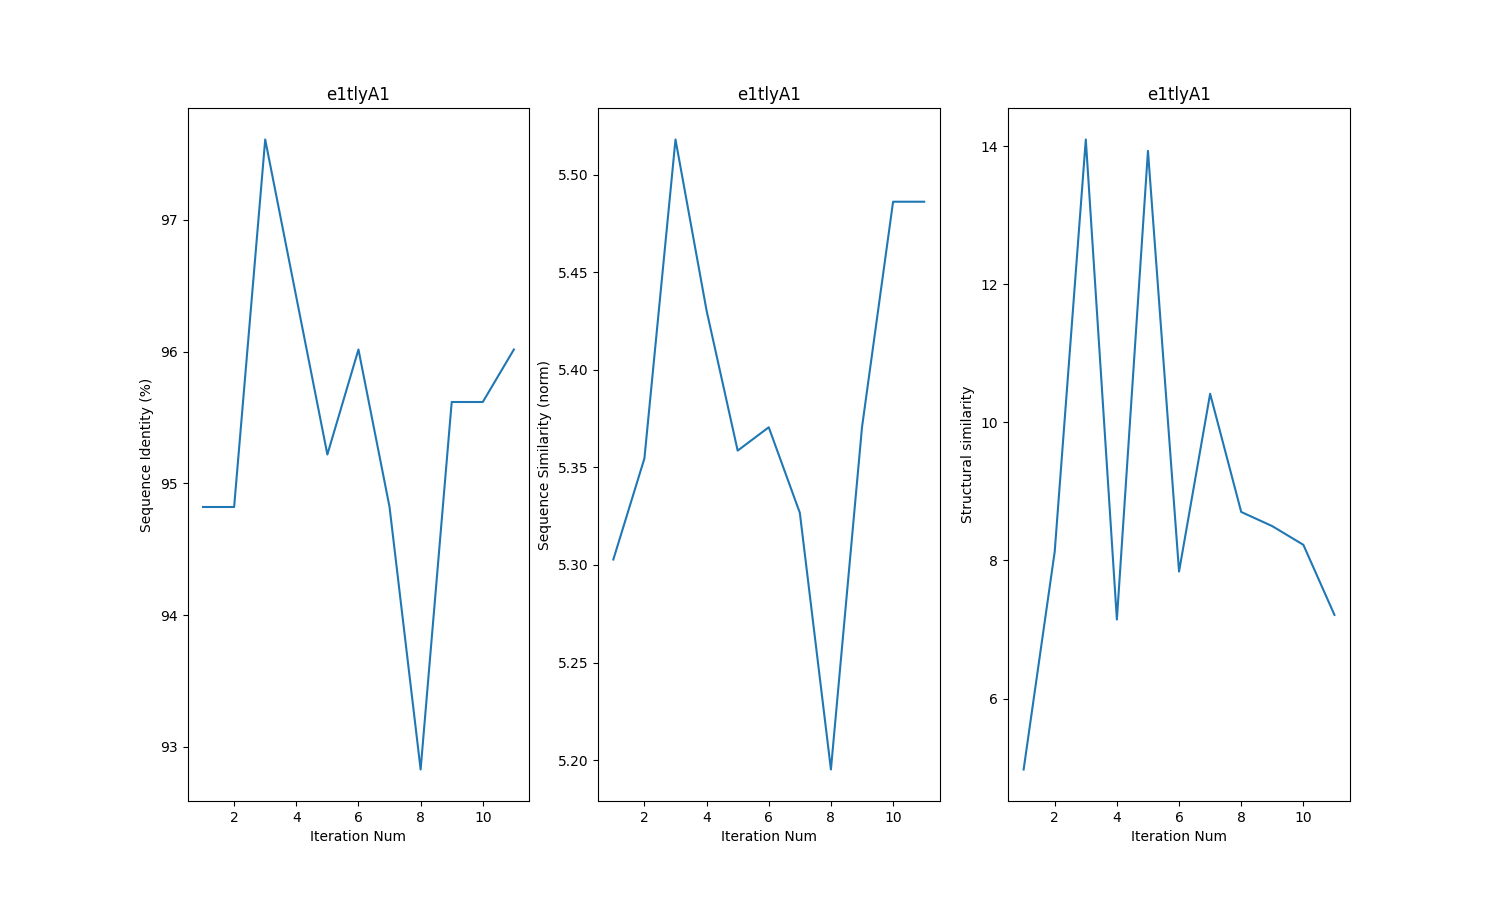 e1tlyA1
Sequence Identity (%)
97
96
95
94
93
2 4 6 8 10
Iteration Num
e1tlyA1
Sequence Similarity (norm)
5.50
5.45
5.40
5.35
5.30
5.25
5.20
2 4 6 8 10
Iteration Num
e1tlyA1
Structural similarity
14
12
10
8
6
2 4 6 8 10
Iteration Num